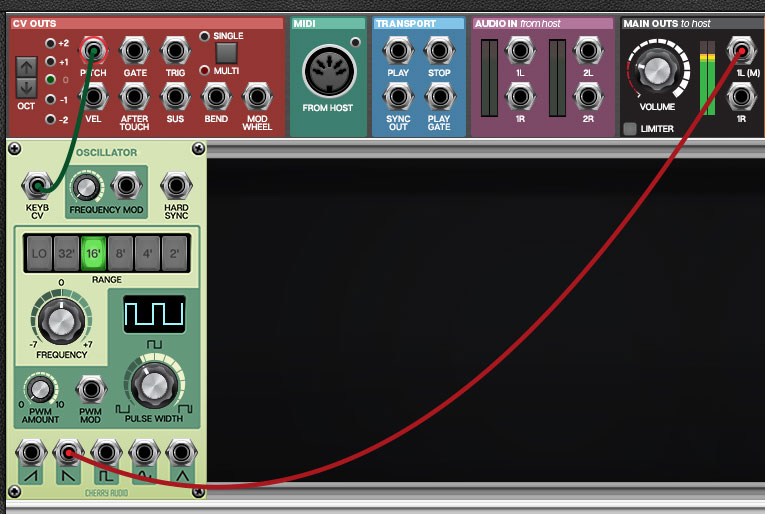 CV OUTS
MIDI
TRANSPORT
AUDIO IN from host
MAIN OUTS to host
+2
+1
0
-1
-2
OCT
PITCH
GATE
TRIG
SINGLE
MULTI
VEL
AFTER
TOUCH
SUS
BEND
MOD
WHEEL
FROM HOST
PLAY
STOP
SYNC
OUT
PLAY
GATE
1L
2L
1R
2R
VOLUME
LIMITER
1L (M)
1R
OSCILLATOR
KEYB
CV
FREQUENCY MOD
HARD
SYNC
LO 32' 16' 8' 4' 2'
RANGE
0
-7 +7
FREQUENCY
0 10
PWM
AMOUNT
PWM
MOD
PULSE WIDTH
CHERRY AUDIO